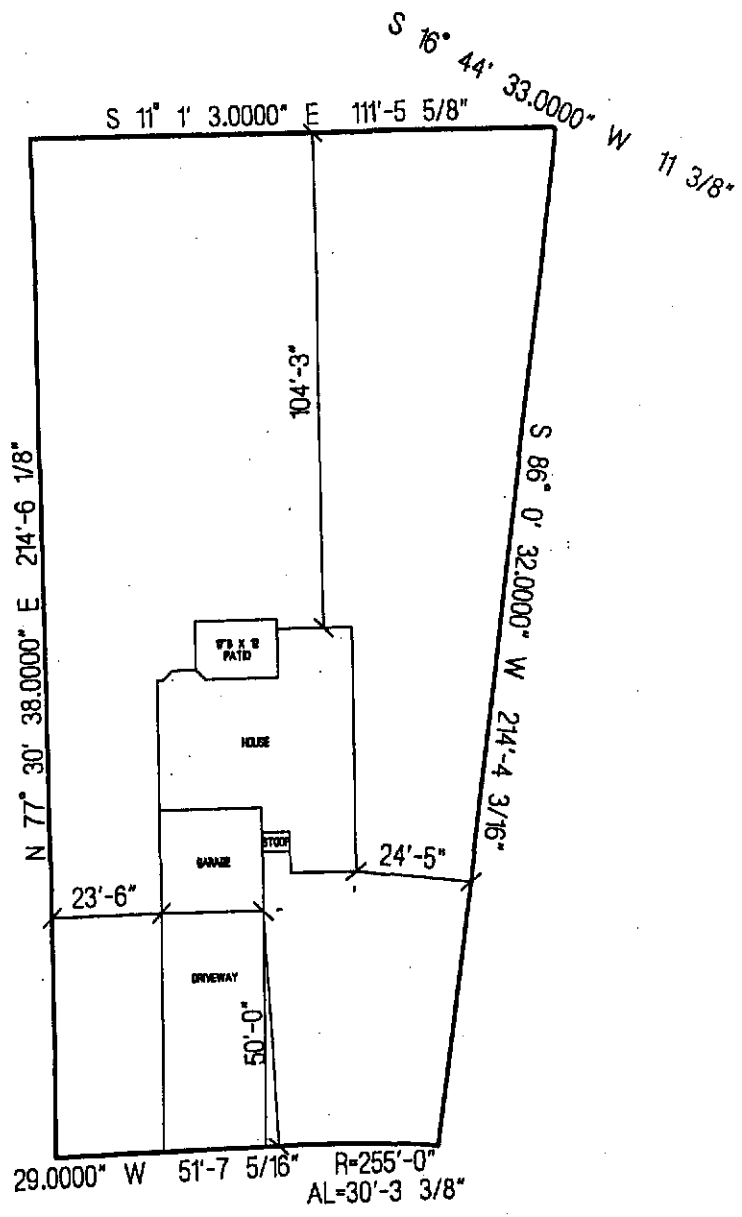 S 16° 44' 33.0000" W 11 3/8"
S 11° 1' 3.0000" E 111'-5 5/8"
104'-3"
N 77° 30' 38.0000" E 214'-6 1/8"
S 86° 0' 32.0000" W 214'-4 3/16"
PATIO
HOUSE
STOOP
GARAGE
24'-5"
23'-6"
DRIVEWAY
50'-0"
29.0000" W 51'-7 5/16" R=255'-0"
AL=30'-3 3/8"